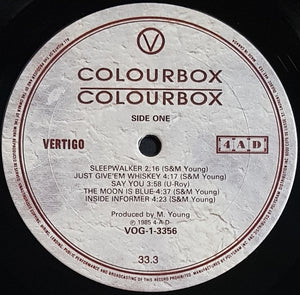 V
COLOURBOX
COLOURBOX
SIDE ONE
VERTIGO
4AD
SLEEPWALKER 2:16 (S&M Young)
JUST GIVE'EM WHISKEY 4:17 (S&M Young)
SAY YOU 3:58 (U-Roy)
THE MOON IS BLUE 4:37 (S&M Young)
INSIDE INFORMER 4:23 (S&M Young)
Produced by M. Young
℗ 1985 4-A-D
VOG-1-3356
33.3